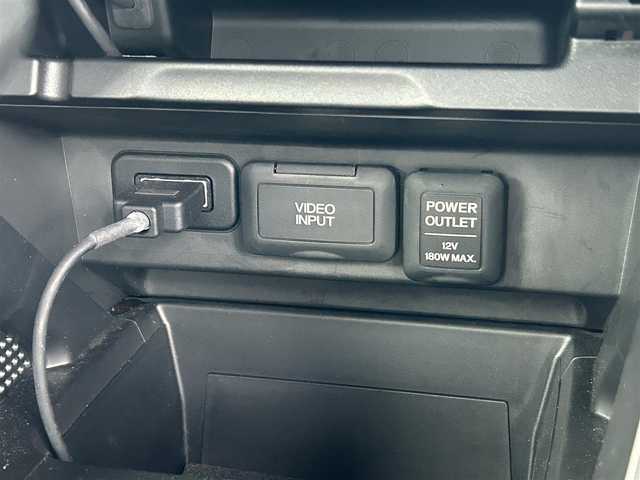 VIDEO
INPUT
POWER
OUTLET
12V
180W MAX.